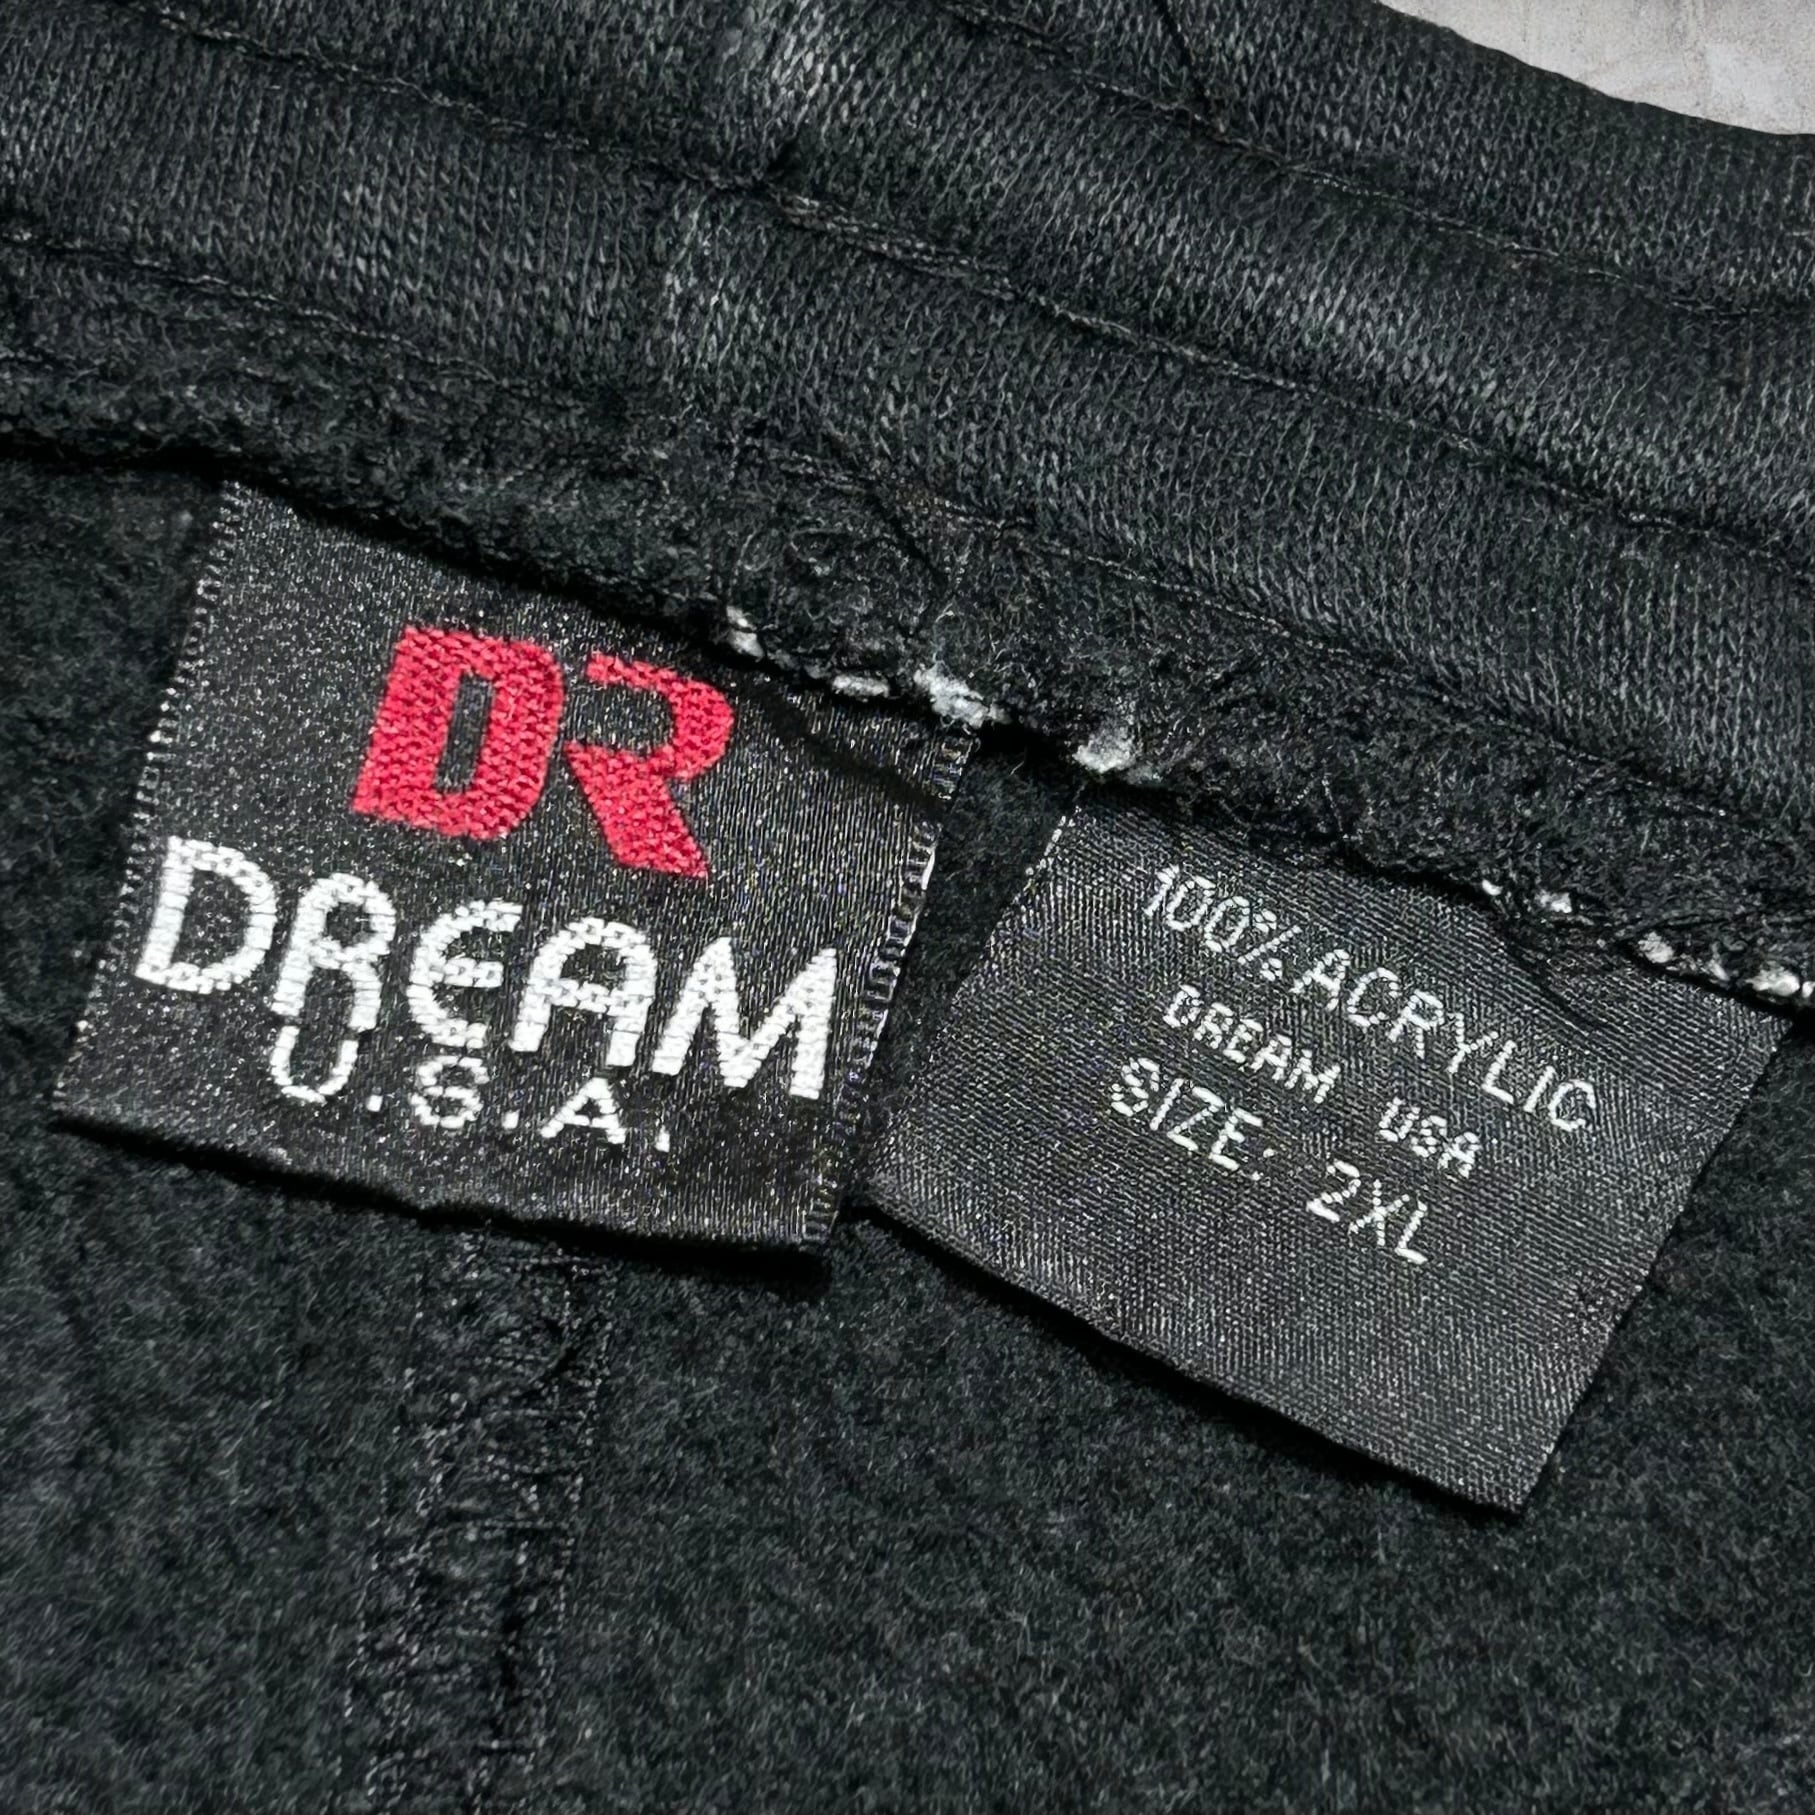 DR
DREAM
U.S.A.
100% ACRYLIC
DREAM USA
SIZE: 2XL